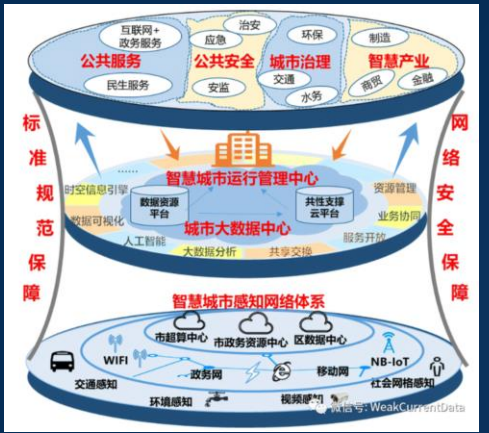 互联网+
政务服务
应急
治安
环保
制造
公共服务
公共安全
城市治理
智慧产业
民生服务
安监
交通
水务
商贸
金融
标准规范保障
网络安全保障
……
智慧城市运行管理中心
时空信息引擎
数据资源
平台
共性支撑
云平台
资源管理
数据可视化
城市大数据中心
业务协同
人工智能
大数据分析
共享交换
服务开放
智慧城市感知网络体系
市超算中心
市政务资源中心
区数据中心
WIFI
政务网
移动网
NB-IoT
交通感知
社会网格感知
环境感知
视频感知
微信号: WeakCurrentData